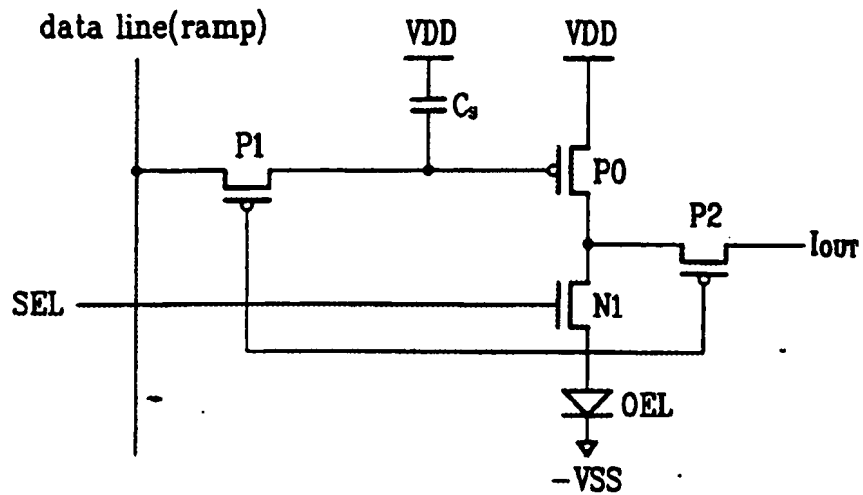 data line(ramp)
VDD
VDD
Cs
P1
P0
P2
IOUT
SEL
N1
OEL
-VSS